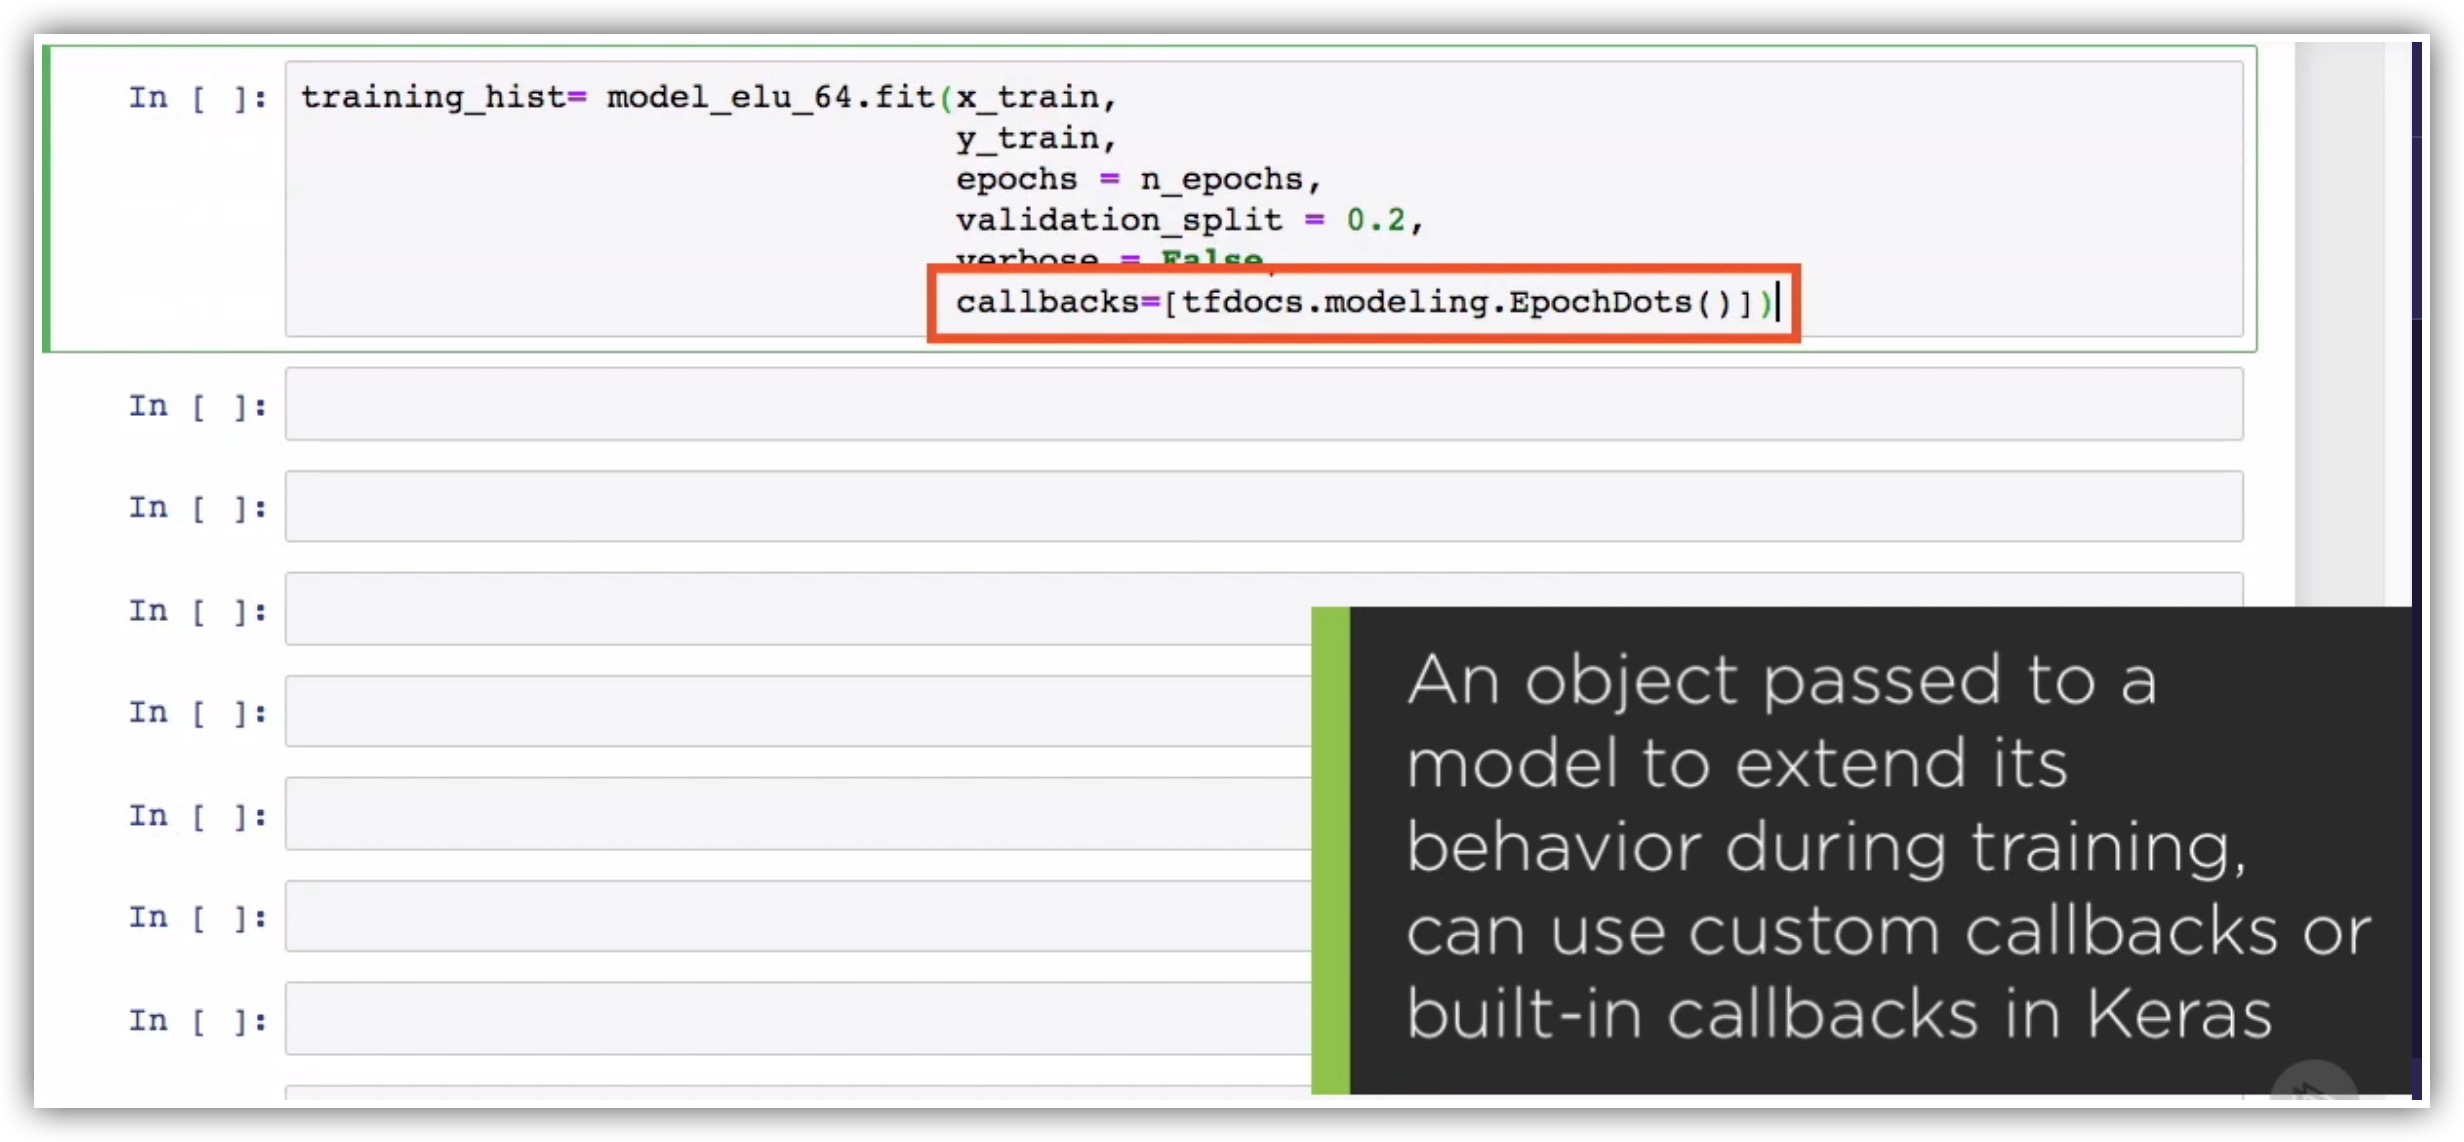 In [ ]: training_hist= model_elu_64.fit(x_train,
y_train,
epochs = n_epochs,
validation_split = 0.2,
verbose = False,
callbacks=[tfdocs.modeling.EpochDots()])
In [ ]:
In [ ]:
In [ ]:
In [ ]:
In [ ]:
In [ ]:
In [ ]:
An object passed to a
model to extend its
behavior during training,
can use custom callbacks or
built-in callbacks in Keras